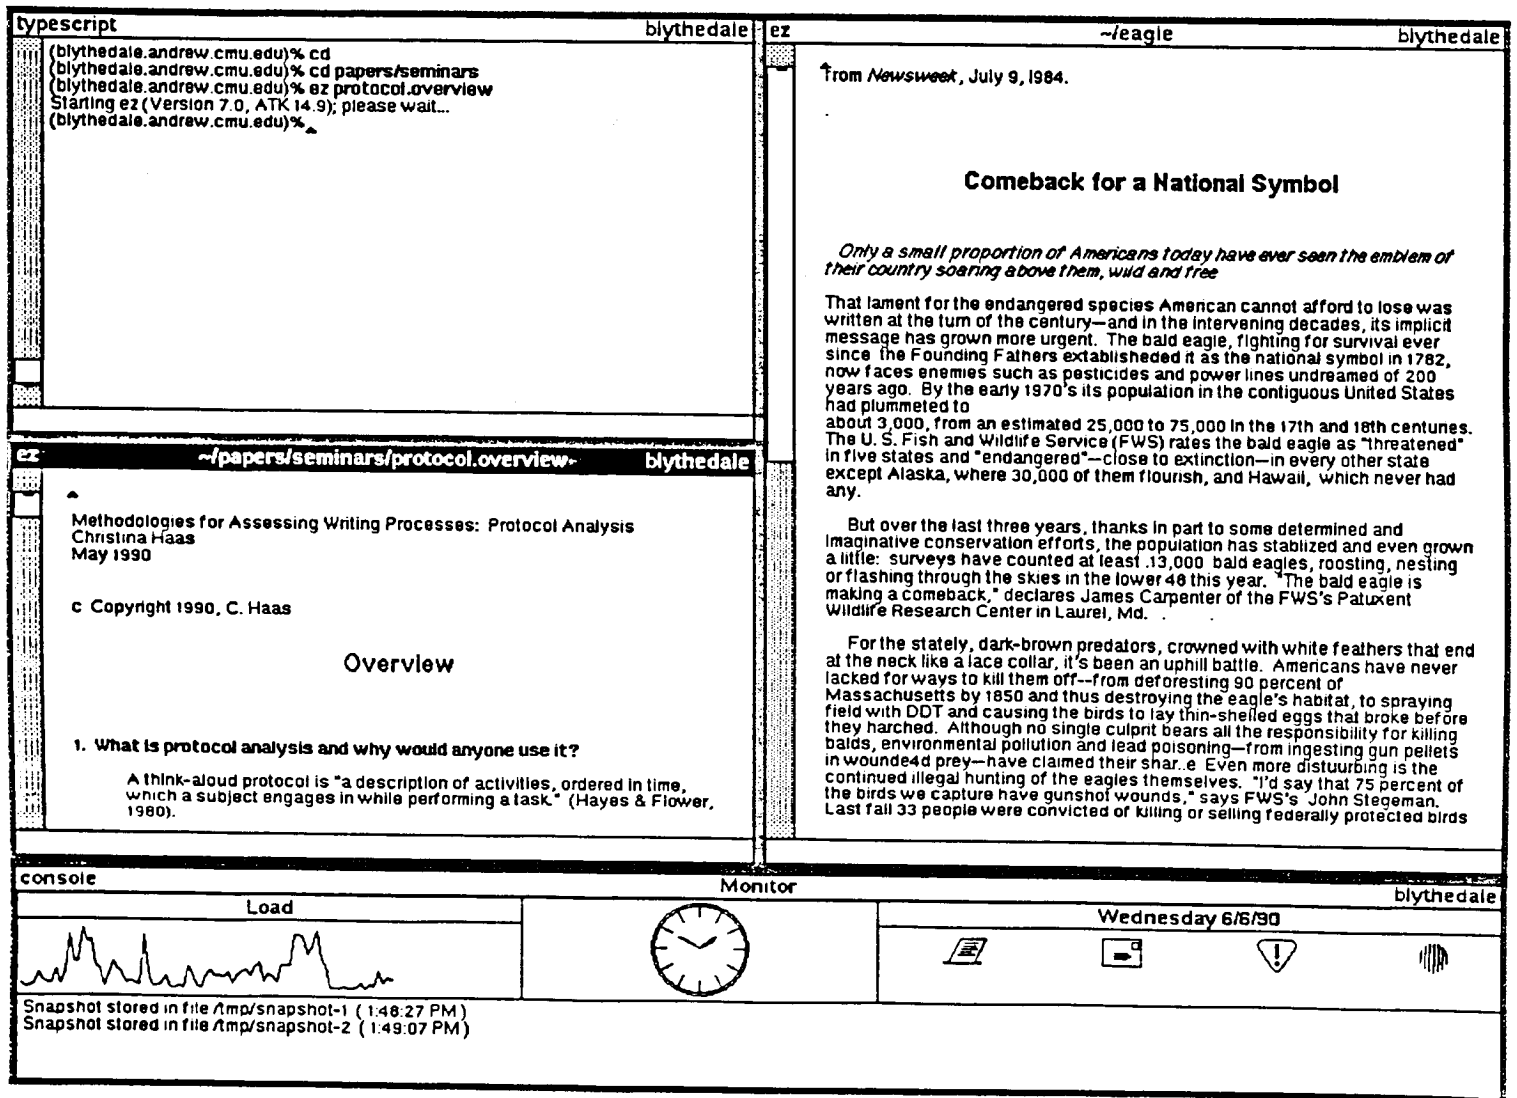 typescript blythedale
(blythedale.andrew.cmu.edu)% cd
(blythedale.andrew.cmu.edu)% cd papers/seminars
(blythedale.andrew.cmu.edu)% ez protocol.overview
Starting ez (Version 7.0, ATK 14.9); please wait...
(blythedale.andrew.cmu.edu)%
ez ~/papers/seminars/protocol.overview blythedale
Methodologies for Assessing Writing Processes: Protocol Analysis
Christina Haas
May 1990
c Copyright 1990, C. Haas
Overview
1. What is protocol analysis and why would anyone use it?
A think-aloud protocol is "a description of activities, ordered in time,
which a subject engages in while performing a task." (Hayes & Flower,
1980).
ez ~/eagle blythedale
from Newsweek, July 9, 1984.
Comeback for a National Symbol
Only a small proportion of Americans today have ever seen the emblem of
their country soaring above them, wild and free
That lament for the endangered species American cannot afford to lose was
written at the turn of the century—and in the intervening decades, its implicit
message has grown more urgent. The bald eagle, fighting for survival ever
since the Founding Fathers extablisheded it as the national symbol in 1782,
now faces enemies such as pesticides and power lines undreamed of 200
years ago. By the early 1970's its population in the contiguous United States
had plummeted to
about 3,000, from an estimated 25,000 to 75,000 in the 17th and 18th centuries.
The U. S. Fish and Wildlife Service (FWS) rates the bald eagle as "threatened"
in five states and "endangered"—close to extinction—in every other state
except Alaska, where 30,000 of them flourish, and Hawaii, which never had
any.
But over the last three years, thanks in part to some determined and
imaginative conservation efforts, the population has stablized and even grown
a little: surveys have counted at least .13,000 bald eagles, roosting, nesting
or flashing through the skies in the lower 48 this year. "The bald eagle is
making a comeback," declares James Carpenter of the FWS's Patuxent
Wildlife Research Center in Laurel, Md.
For the stately, dark-brown predators, crowned with white feathers that end
at the neck like a lace collar, it's been an uphill battle. Americans have never
lacked for ways to kill them off--from deforesting 90 percent of
Massachusetts by 1850 and thus destroying the eagle's habitat, to spraying
field with DDT and causing the birds to lay thin-shelled eggs that broke before
they harched. Although no single culprit bears all the responsibility for killing
balds, environmental pollution and lead poisoning—from ingesting gun pellets
in wounde4d prey—have claimed their shar..e Even more distuurbing is the
continued illegal hunting of the eagles themselves. "I'd say that 75 percent of
the birds we capture have gunshot wounds," says FWS's John Stegeman.
Last fall 33 people were convicted of killing or selling federally protected birds
console Monitor blythedale
Load
Wednesday 6/6/90
Snapshot stored in file /tmp/snapshot-1 ( 1:48:27 PM )
Snapshot stored in file /tmp/snapshot-2 ( 1:49:07 PM )